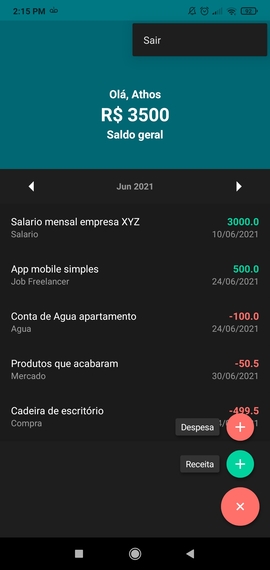 2:15 PM
92
Sair
Olá, Athos
R$ 3500
Saldo geral
Jun 2021
Salario mensal empresa XYZ 3000.0
Salario 10/06/2021
App mobile simples 500.0
Job Freelancer 24/06/2021
Conta de Agua apartamento -100.0
Agua 24/06/2021
Produtos que acabaram -50.5
Mercado 30/06/2021
Cadeira de escritório -499.5
Compra
Despesa
Receita